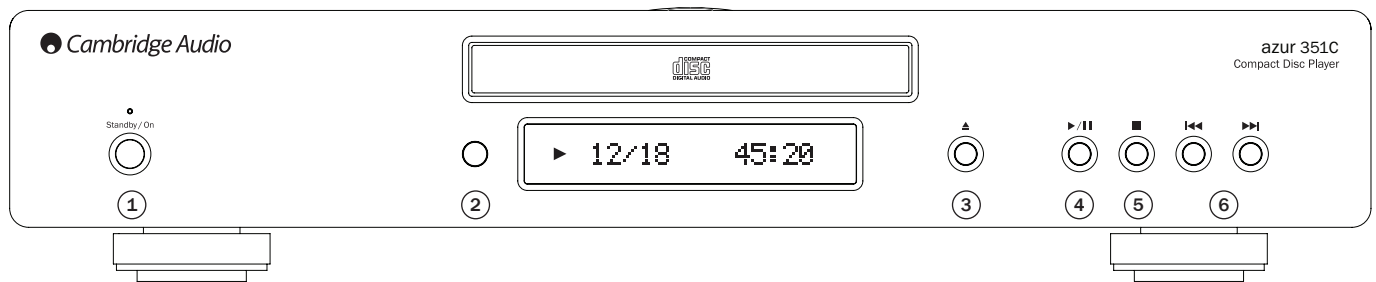 Cambridge Audio
azur 351C
Compact Disc Player
COMPACT
disc
DIGITAL AUDIO
Standby / On
▶ 12/18 45:20
1
2
3
4
5
6